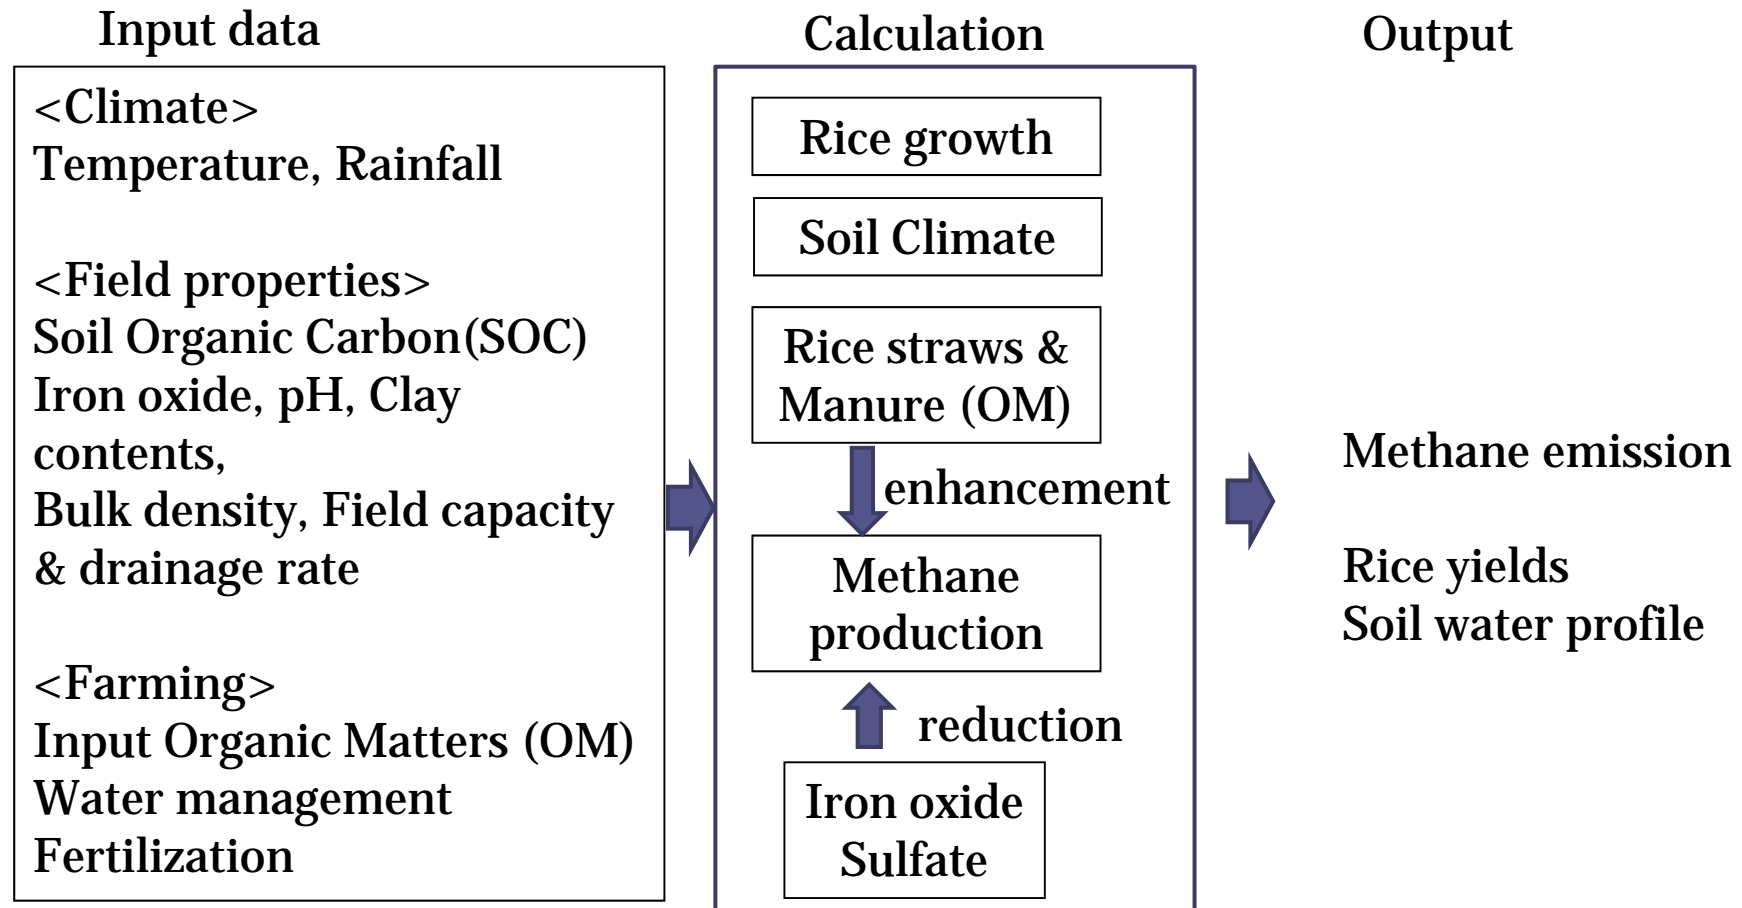 Input data
<Climate>
Temperature, Rainfall
<Field properties>
Soil Organic Carbon(SOC)
Iron oxide, pH, Clay
contents,
Bulk density, Field capacity
& drainage rate
<Farming>
Input Organic Matters (OM)
Water management
Fertilization
Calculation
Rice growth
Soil Climate
Rice straws &
Manure (OM)
enhancement
Methane
production
reduction
Iron oxide
Sulfate
Output
Methane emission
Rice yields
Soil water profile